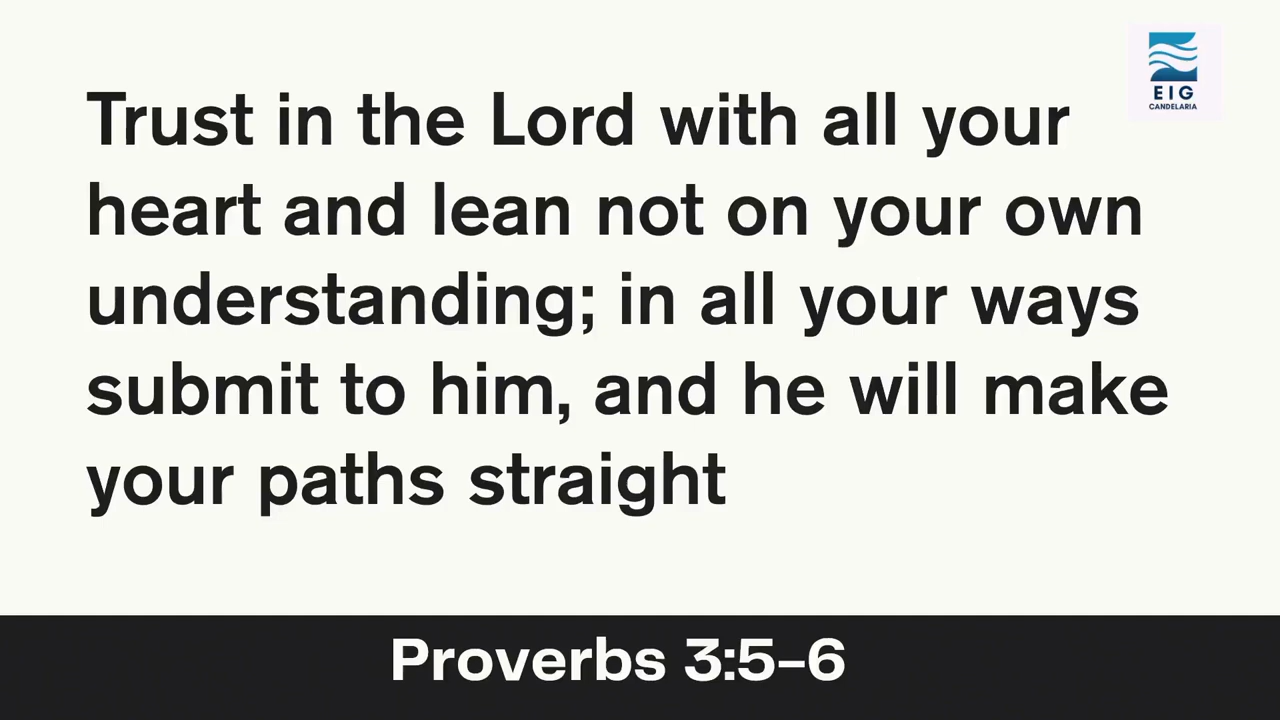 Trust in the Lord with all your
heart and lean not on your own
understanding; in all your ways
submit to him, and he will make
your paths straight
EIG
CANDELARIA
Proverbs 3:5–6